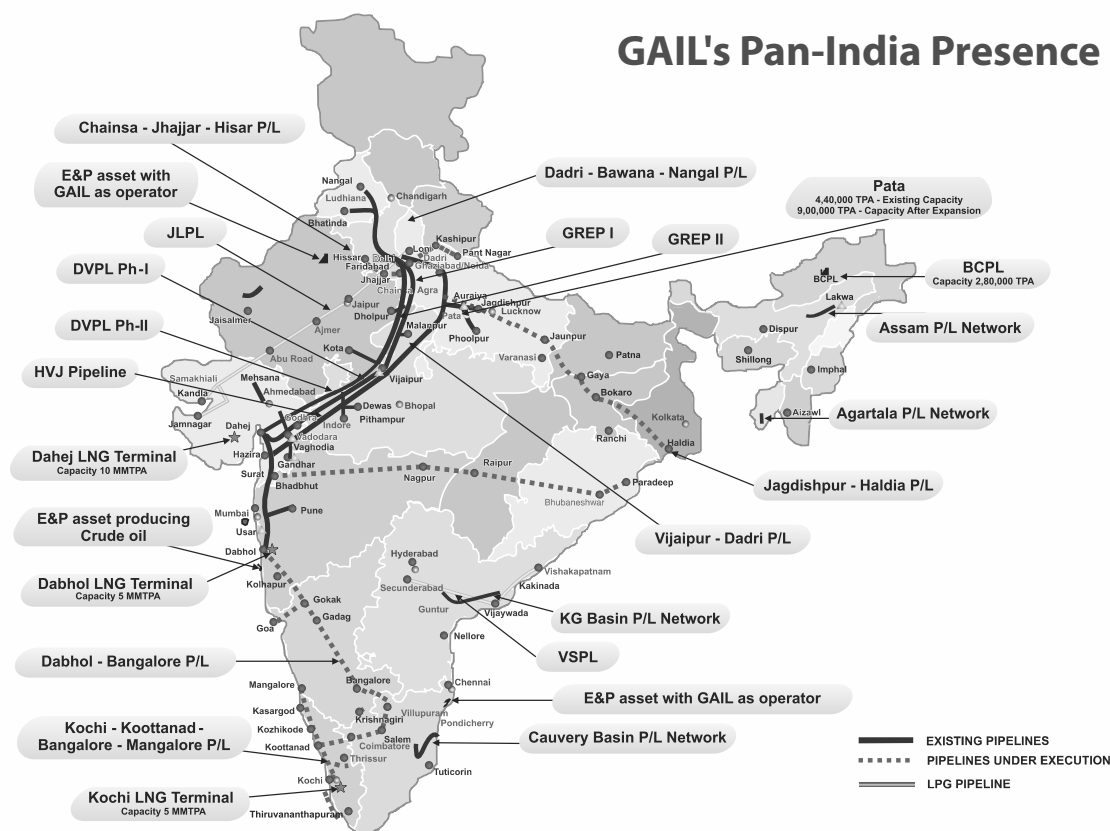 GAIL's Pan-India Presence
Chainsa - Jhajjar - Hisar P/L
E&P asset with
GAIL as operator
JLPL
DVPL Ph-I
DVPL Ph-II
HVJ Pipeline
Dahej LNG Terminal
Capacity 10 MMTPA
E&P asset producing
Crude oil
Dabhol LNG Terminal
Capacity 5 MMTPA
Dabhol - Bangalore P/L
Kochi - Koottanad -
Bangalore - Mangalore P/L
Kochi LNG Terminal
Capacity 5 MMTPA
Dadri - Bawana - Nangal P/L
GREP I
GREP II
Pata
4,40,000 TPA - Existing Capacity
9,00,000 TPA - Capacity After Expansion
BCPL
Capacity 2,80,000 TPA
Assam P/L Network
Agartala P/L Network
Jagdishpur - Haldia P/L
Vijaipur - Dadri P/L
KG Basin P/L Network
VSPL
E&P asset with GAIL as operator
Cauvery Basin P/L Network
Nangal
Ludhiana
Chandigarh
Bhatinda
Loni
Kashipur
Pant Nagar
Hissar
Delhi
Dadri
Faridabad
Ghaziabad/Noida
Jhajjar
Chainsa
Agra
Jaipur
Dholpur
Auraiya
Jagdishpur
Pata
Lucknow
Jaisalmer
Ajmer
Malanpur
Phoolpur
Jaunpur
Abu Road
Kota
Varanasi
Patna
Vijaipur
Gaya
Samakhiali
Kandla
Mehsana
Ahmedabad
Bokaro
Jamnagar
Dahej
Godhra
Dewas
Bhopal
Indore
Pithampur
Kolkata
Vadodara
Ranchi
Haldia
Hazira
Vaghodia
Gandhar
Surat
Bhadbhut
Nagpur
Raipur
Paradeep
Bhubaneshwar
Mumbai
Pune
Usar
Dabhol
Hyderabad
Vishakapatnam
Kolhapur
Secunderabad
Kakinada
Gokak
Guntur
Vijaywada
Goa
Gadag
Nellore
Mangalore
Bangalore
Chennai
Kasargod
Krishnagiri
Villupuram
Pondicherry
Kozhikode
Salem
Koottanad
Coimbatore
Thrissur
Kochi
Tuticorin
Thiruvananthapuram
BCPL
Lakwa
Dispur
Shillong
Imphal
Aizawl
EXISTING PIPELINES
PIPELINES UNDER EXECUTION
LPG PIPELINE